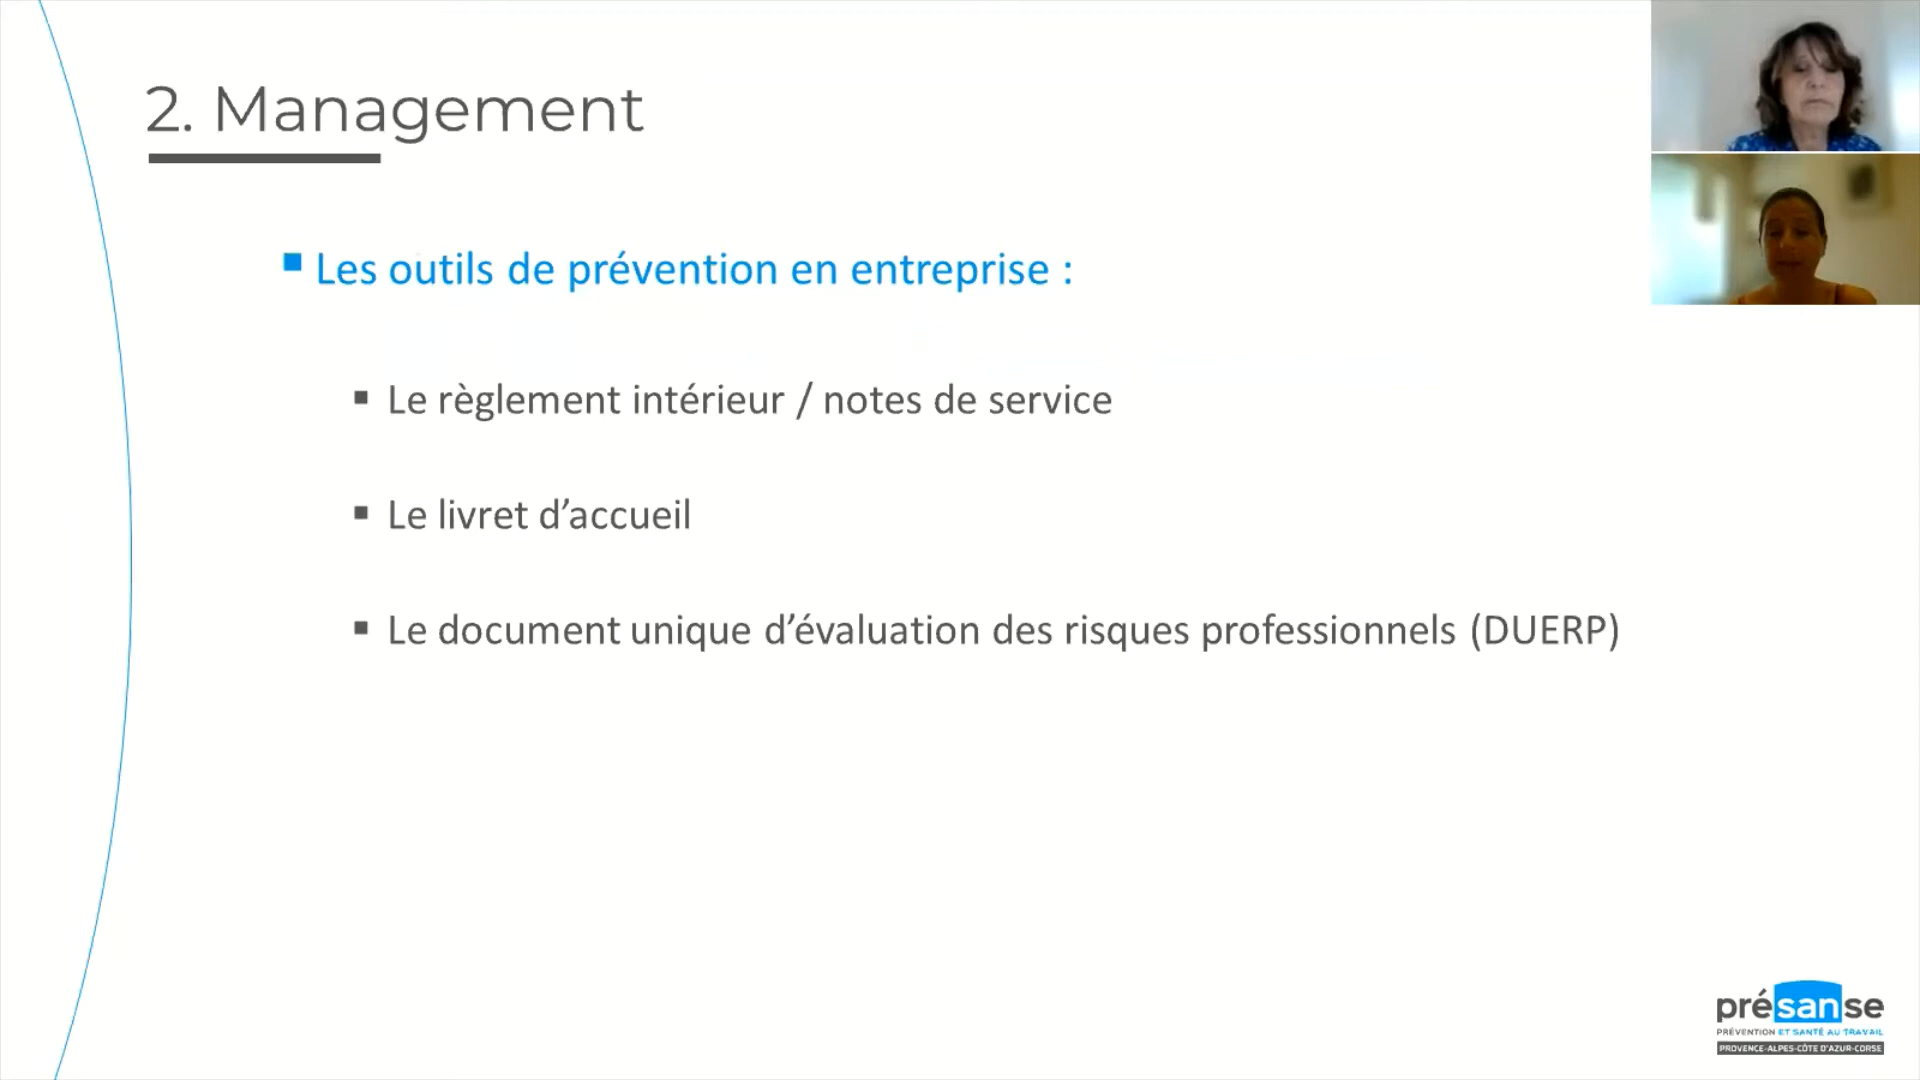 2. Management
Les outils de prévention en entreprise :
Le règlement intérieur / notes de service
Le livret d’accueil
Le document unique d’évaluation des risques professionnels (DUERP)
présanse
PRÉVENTION ET SANTÉ AU TRAVAIL
PROVENCE-ALPES-CÔTE D'AZUR-CORSE